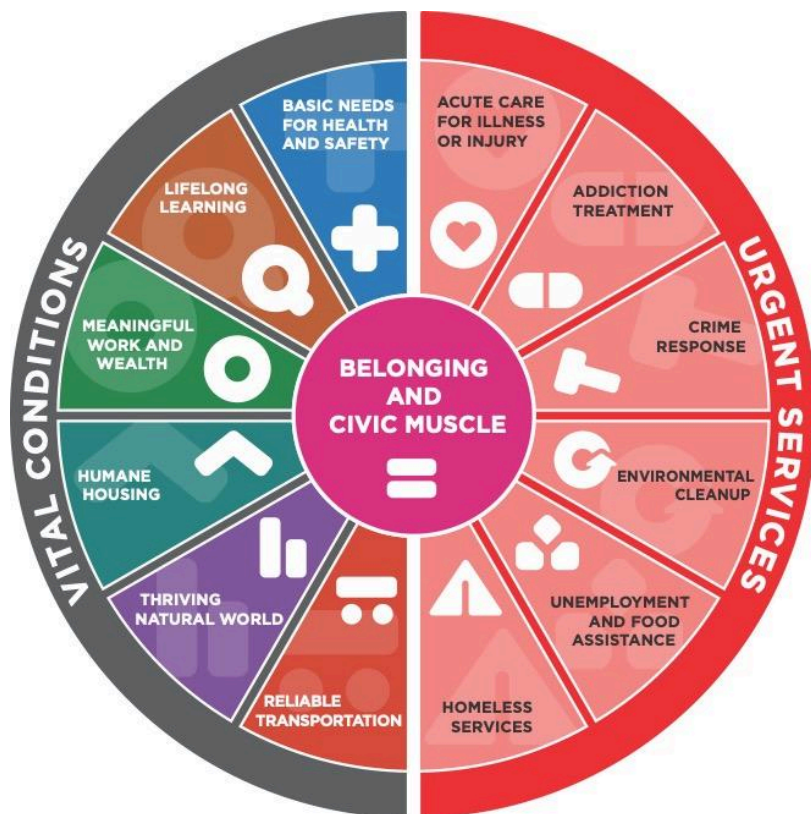 BASIC NEEDS
FOR HEALTH
AND SAFETY
LIFELONG
LEARNING
MEANINGFUL
WORK AND
WEALTH
HUMANE
HOUSING
THRIVING
NATURAL WORLD
RELIABLE
TRANSPORTATION
VITAL CONDITIONS
BELONGING
AND
CIVIC MUSCLE
ACUTE CARE
FOR ILLNESS
OR INJURY
ADDICTION
TREATMENT
CRIME
RESPONSE
ENVIRONMENTAL
CLEANUP
UNEMPLOYMENT
AND FOOD
ASSISTANCE
HOMELESS
SERVICES
URGENT SERVICES